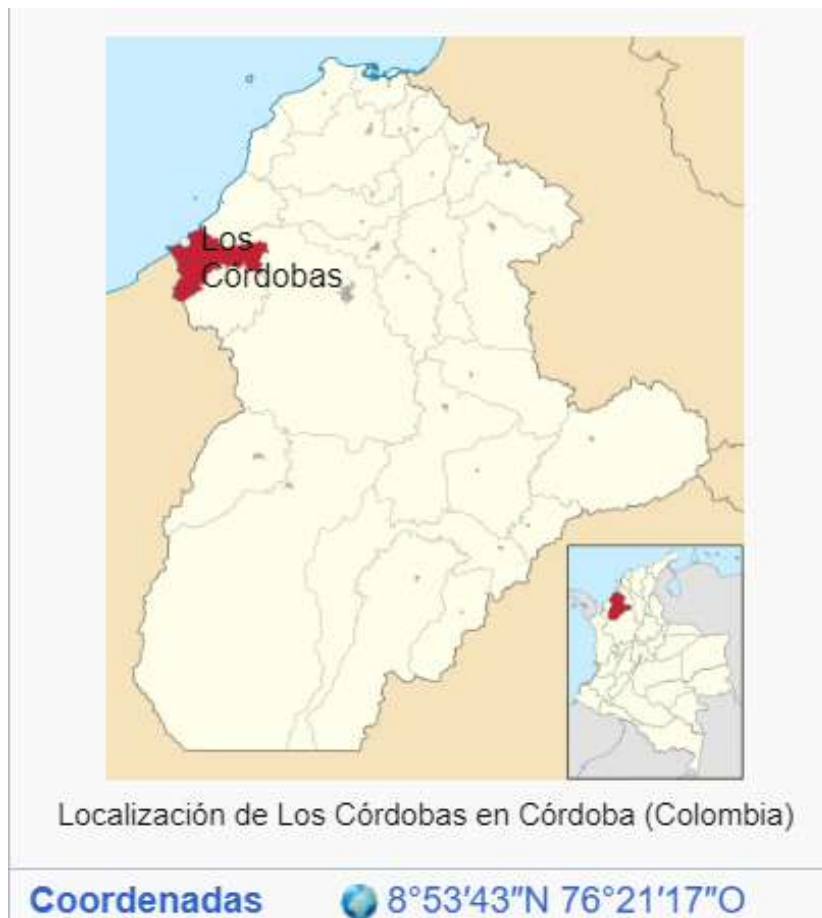 Los
Córdobas
Localización de Los Córdobas en Córdoba (Colombia)
Coordenadas 8°53′43″N 76°21′17″O